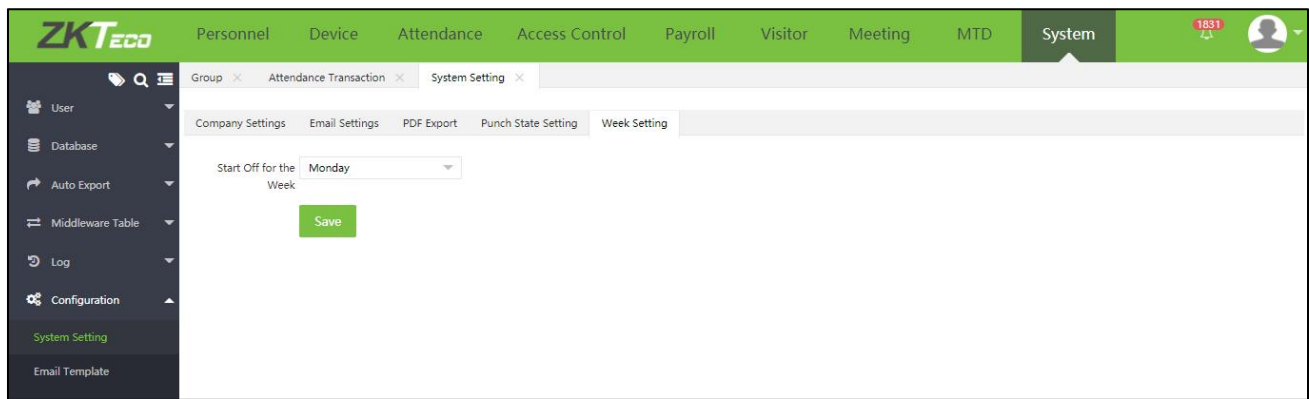 ZKTECO Personnel Device Attendance Access Control Payroll Visitor Meeting MTD System 1831
Group × Attendance Transaction × System Setting ×
User
Company Settings Email Settings PDF Export Punch State Setting Week Setting
Database
Start Off for the Week Monday
Auto Export
Middleware Table
Save
Log
Configuration
System Setting
Email Template